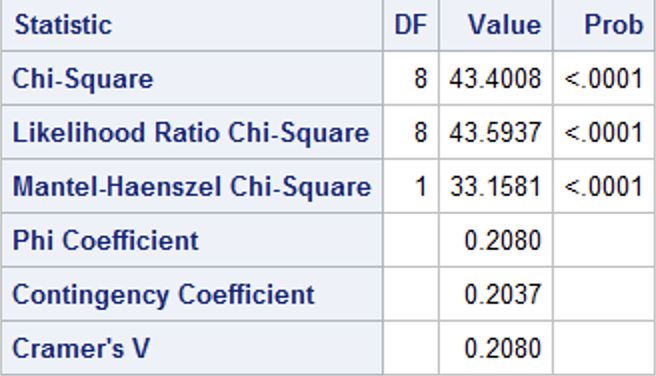 Statistic DF Value Prob
Chi-Square 8 43.4008 <.0001
Likelihood Ratio Chi-Square 8 43.5937 <.0001
Mantel-Haenszel Chi-Square 1 33.1581 <.0001
Phi Coefficient 0.2080
Contingency Coefficient 0.2037
Cramer's V 0.2080